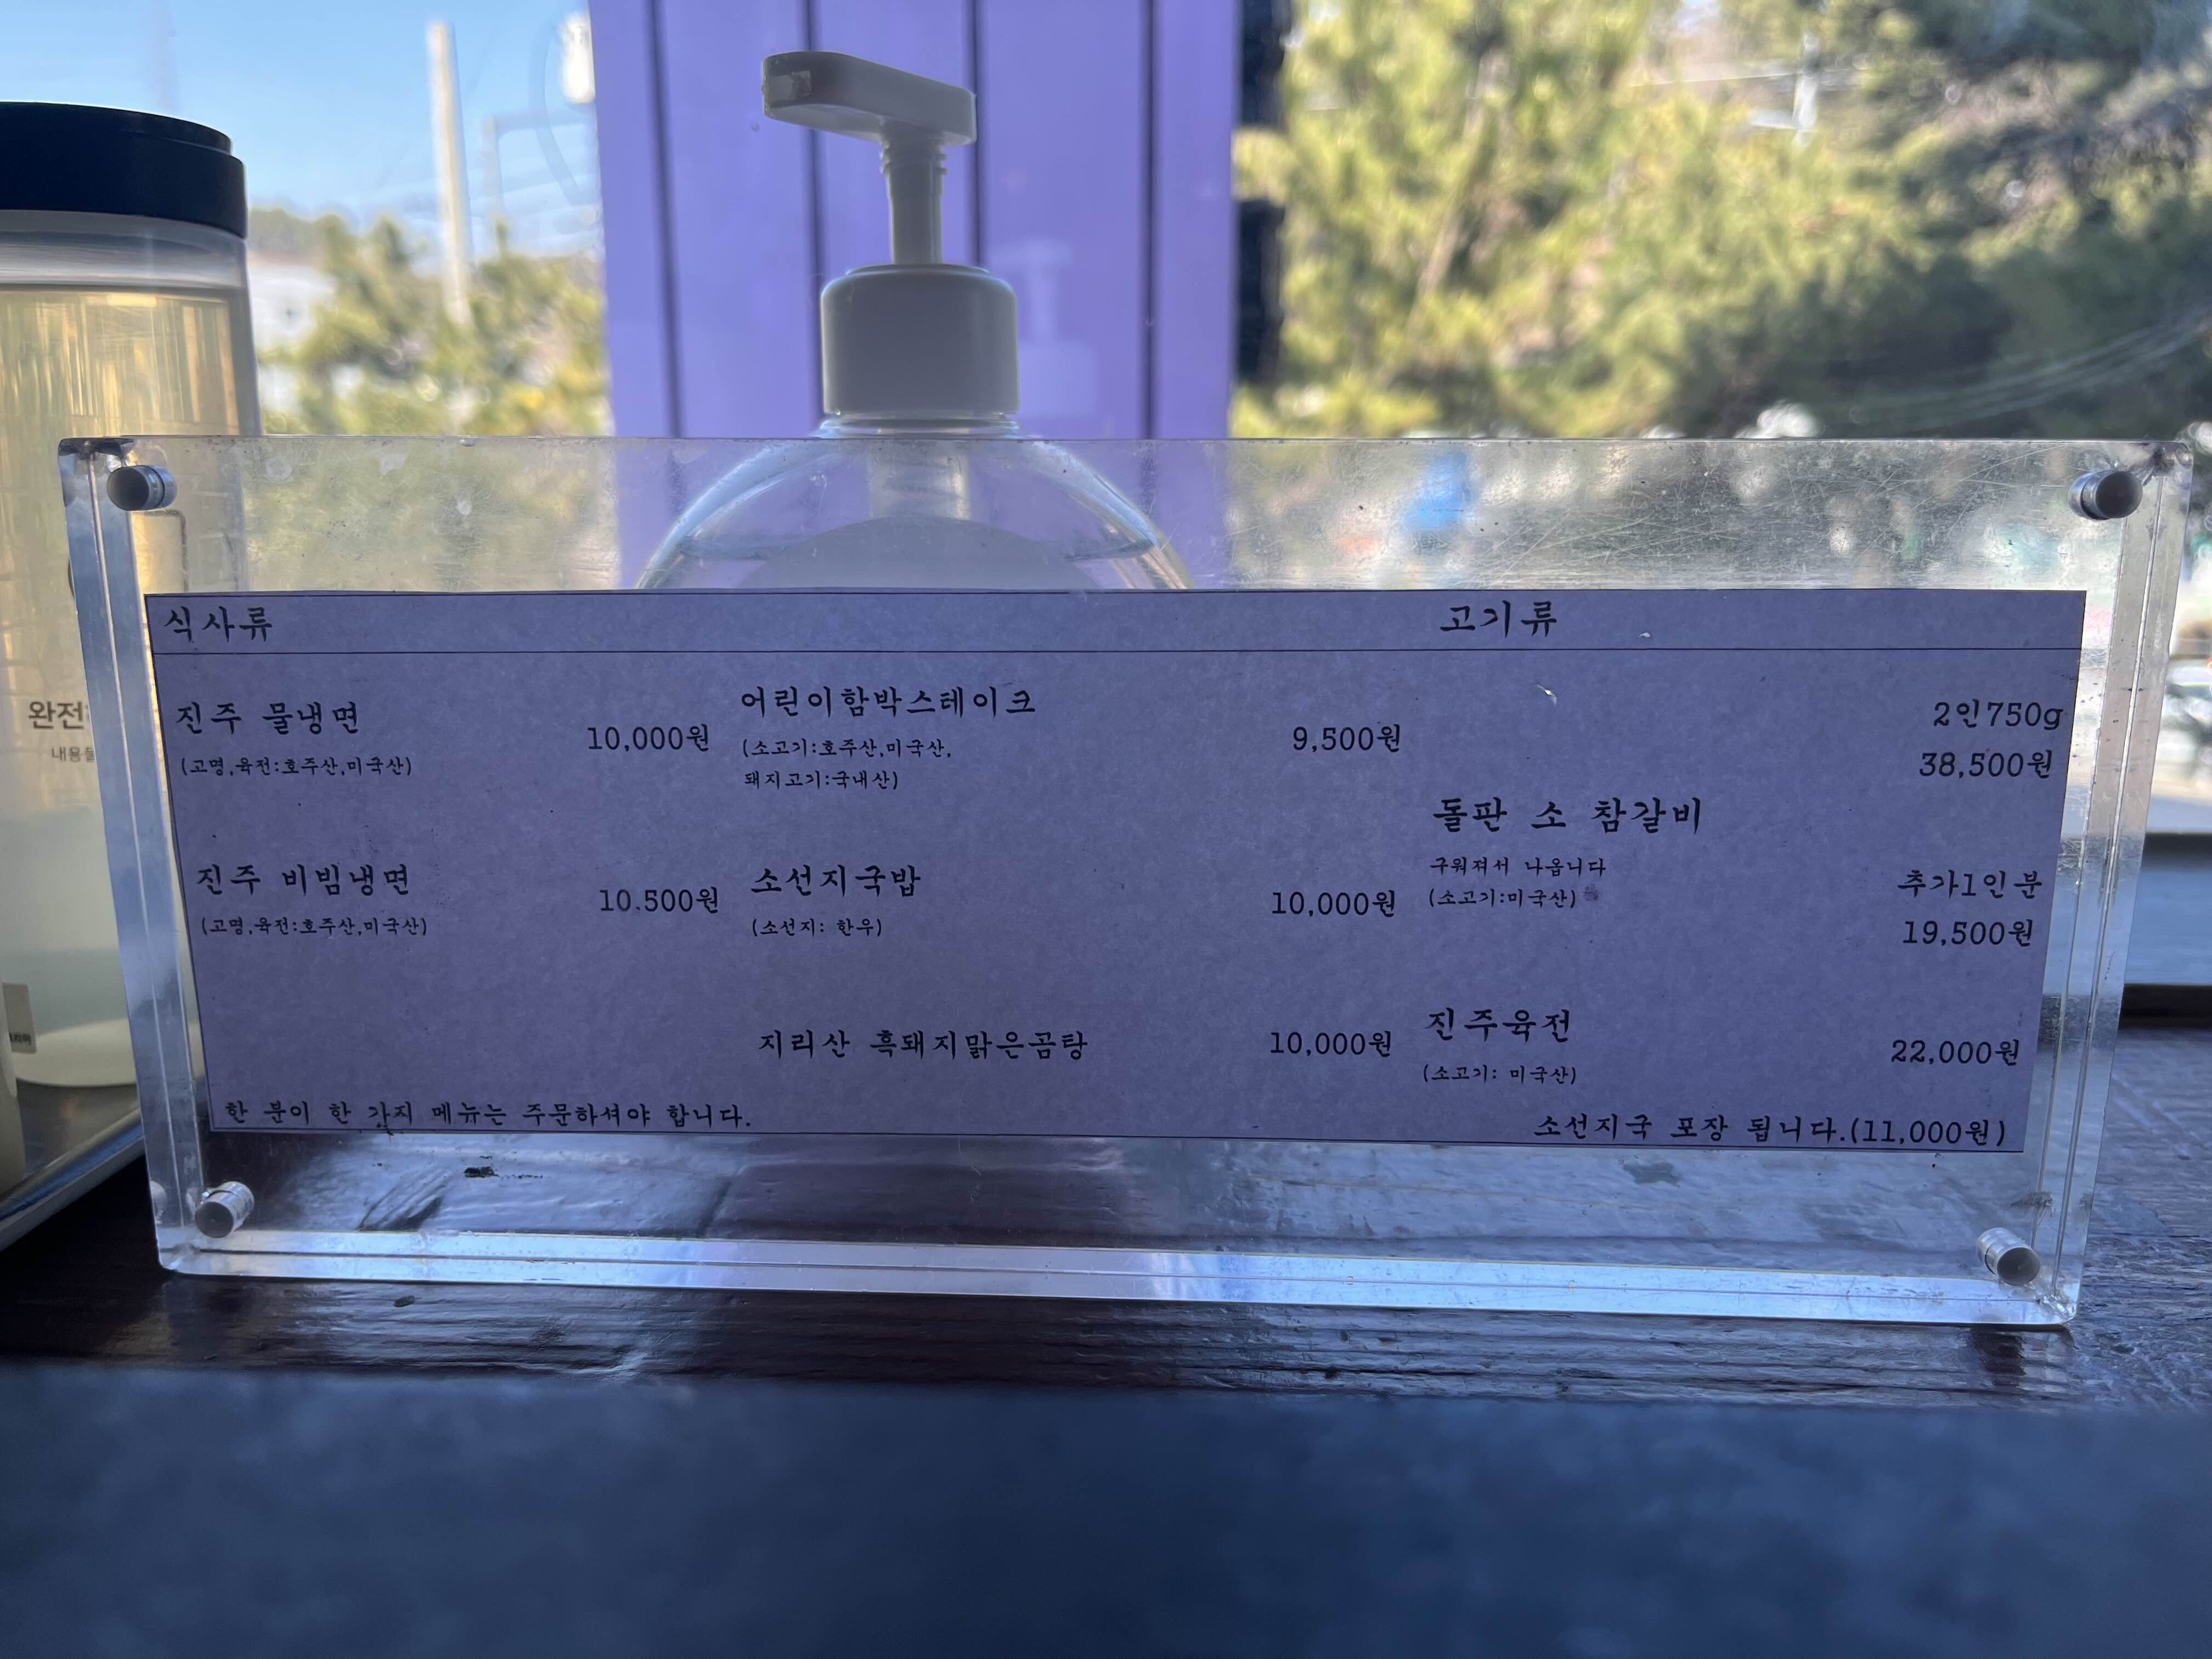 식사류
진주 물냉면 10,000원
(고명,육전:호주산,미국산)
진주 비빔냉면 10.500원
(고명,육전:호주산,미국산)
어린이함박스테이크 9,500원
(소고기:호주산,미국산,
돼지고기:국내산)
소선지국밥 10,000원
(소선지: 한우)
지리산 흑돼지맑은곰탕 10,000원
한 분이 한 가지 메뉴는 주문하셔야 합니다.
고기류
2인750g
38,500원
돌판 소 참갈비
구워져서 나옵니다
(소고기:미국산)
추가1인분
19,500원
진주육전 22,000원
(소고기: 미국산)
소선지국 포장 됩니다.(11,000원)
완전